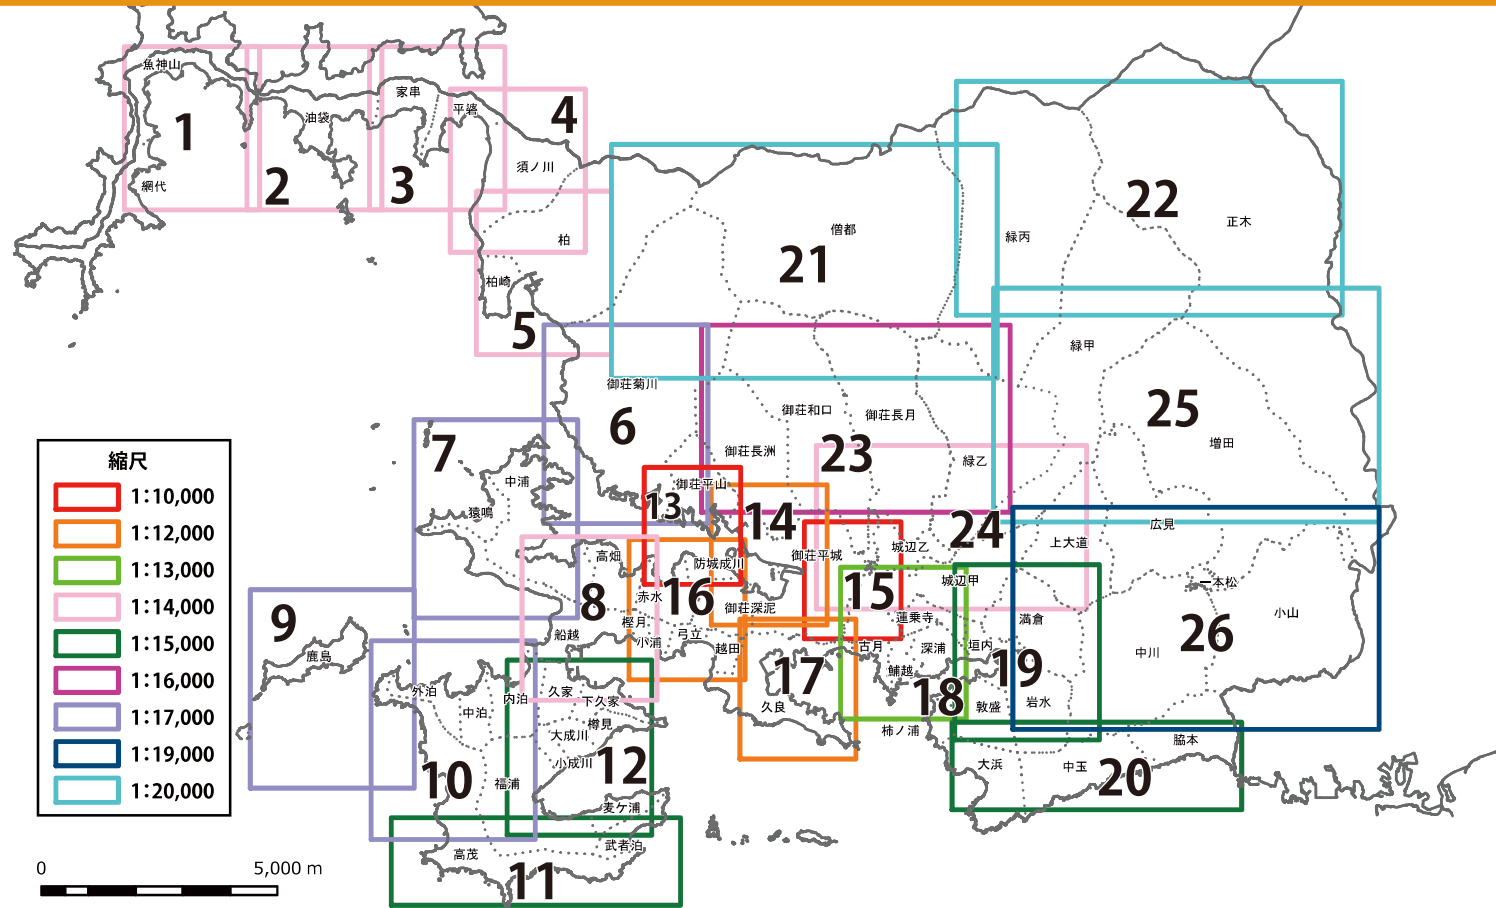 魚神山
1
網代
2
油袋
家串
3
平碆
4
須ノ川
柏
柏崎
5
22
正木
緑丙
僧都
21
緑甲
25
増田
御荘菊川
6
御荘和口
御荘長月
御荘長洲
23
緑乙
7
中浦
猿鳴
御荘平山
13
14
24
広見
上大道
縮尺
1:10,000
1:12,000
1:13,000
1:14,000
1:15,000
1:16,000
1:17,000
1:19,000
1:20,000
高畑
防城成川
御荘平城
城辺乙
城辺甲
15
一本松
小山
8
赤水
16
御荘深泥
蓮乗寺
満倉
26
9
鹿島
船越
樫月
小浦
弓立
越田
古月
深浦
垣内
中川
17
鯆越
18
19
外泊
中泊
内泊
久家
下久家
樽見
大成川
小成川
久良
敦盛
岩水
柿ノ浦
脇本
10
福浦
12
麦ケ浦
大浜
中玉
20
高茂
武者泊
11
0
5,000 m